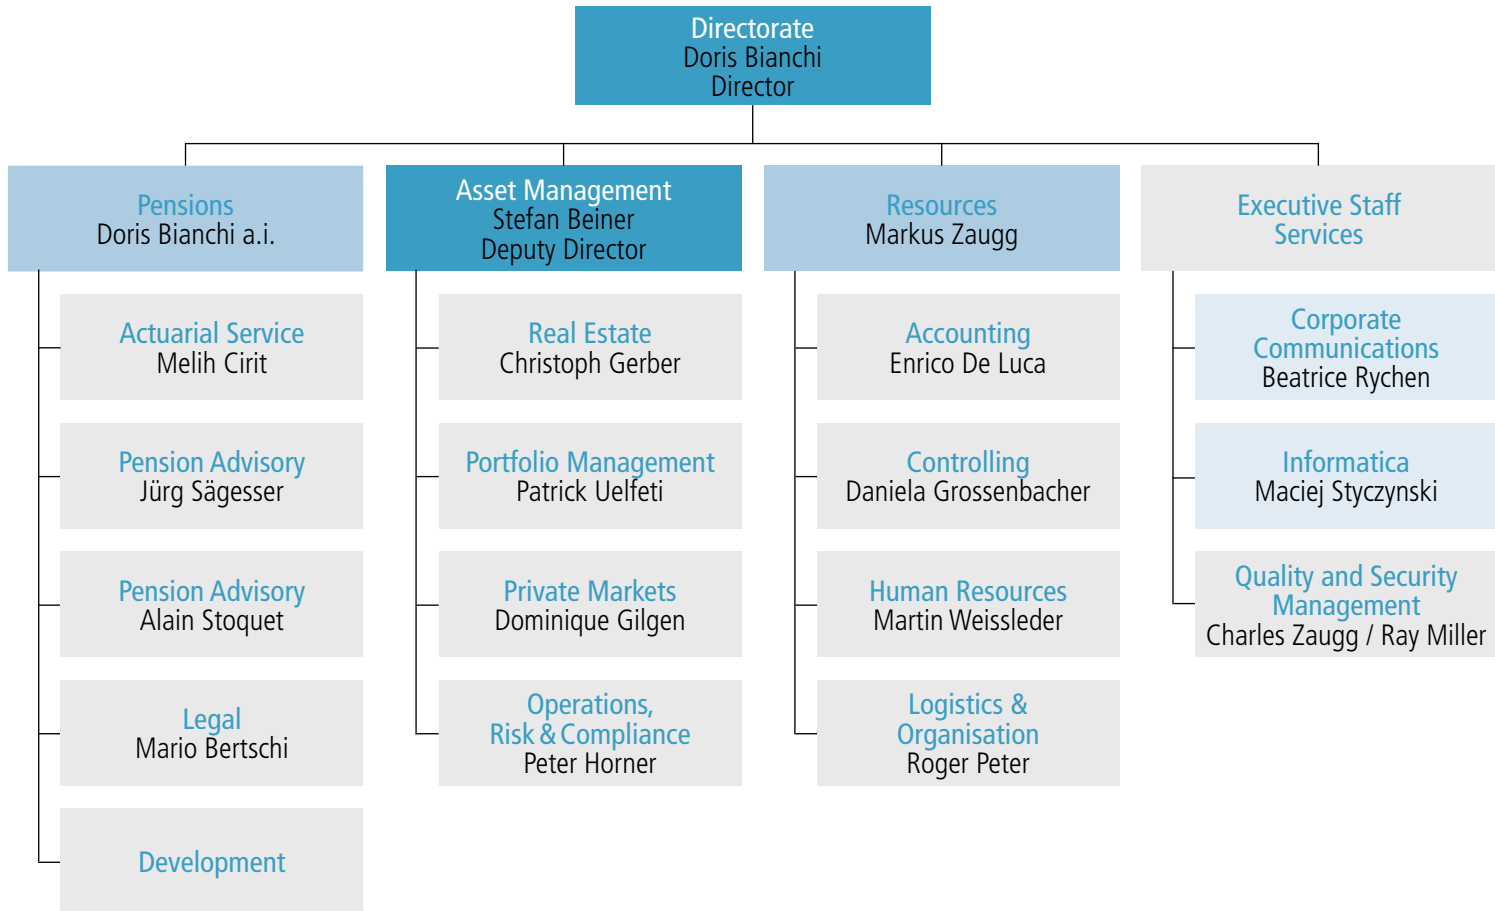 Directorate
Doris Bianchi
Director
Pensions
Doris Bianchi a.i.
Asset Management
Stefan Beiner
Deputy Director
Resources
Markus Zaugg
Executive Staff
Services
Actuarial Service
Melih Cirit
Pension Advisory
Jürg Sägesser
Pension Advisory
Alain Stoquet
Legal
Mario Bertschi
Development
Real Estate
Christoph Gerber
Portfolio Management
Patrick Uelfeti
Private Markets
Dominique Gilgen
Operations,
Risk & Compliance
Peter Horner
Accounting
Enrico De Luca
Controlling
Daniela Grossenbacher
Human Resources
Martin Weissleder
Logistics &
Organisation
Roger Peter
Corporate
Communications
Beatrice Rychen
Informatica
Maciej Styczynski
Quality and Security
Management
Charles Zaugg / Ray Miller